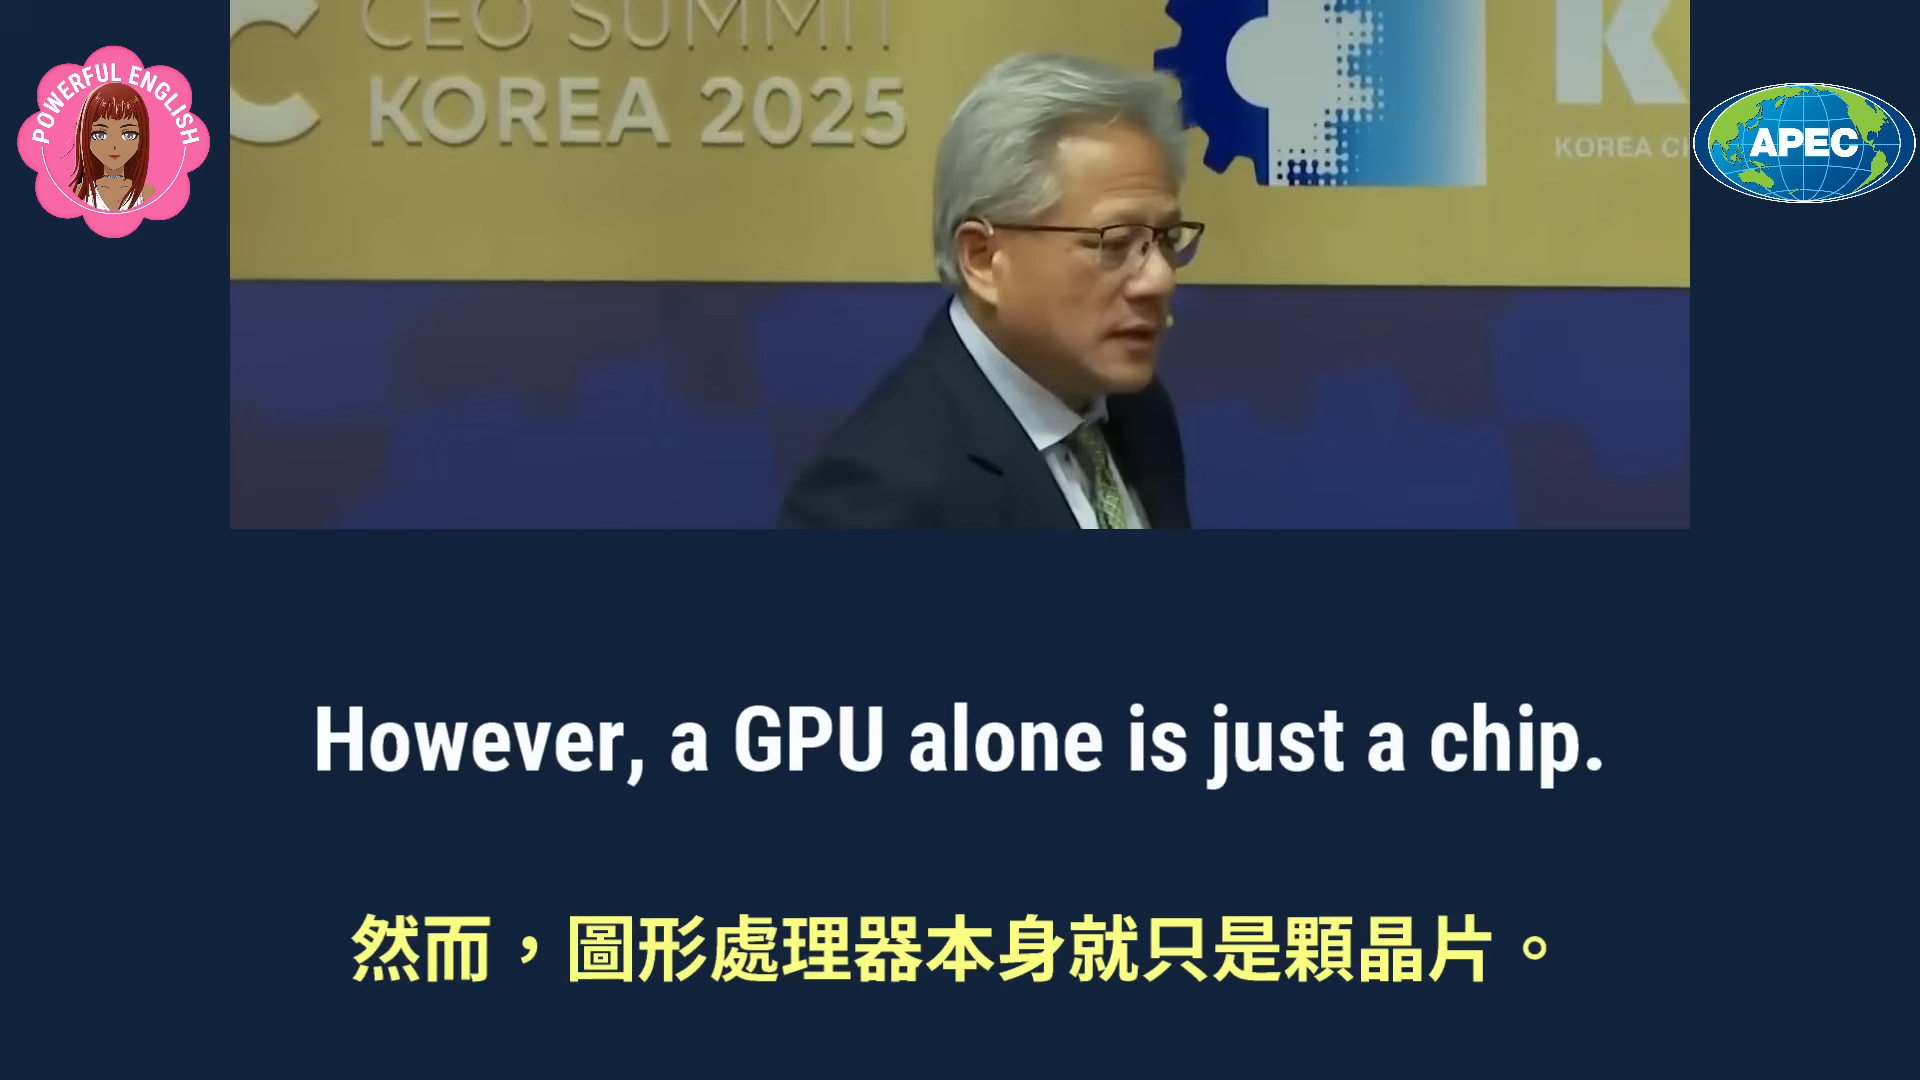 POWERFUL ENGLISH
C
CEO SUMMIT
KOREA 2025
K
KOREA C
APEC
However, a GPU alone is just a chip.
然而，圖形處理器本身就只是顆晶片。